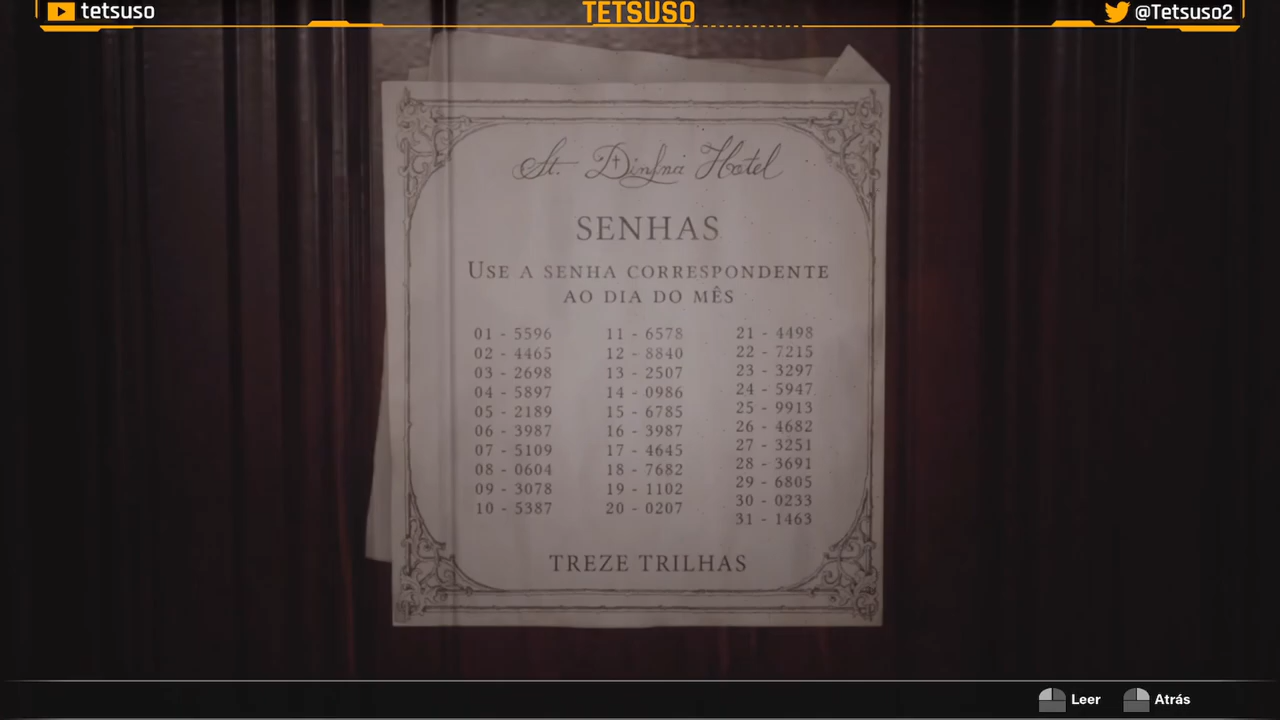 tetsuso
TETSUSO
@Tetsuso2
St. Dinfna Hotel
SENHAS
USE A SENHA CORRESPONDENTE
AO DIA DO MÊS
01 - 5596
02 - 4465
03 - 2698
04 - 5897
05 - 2189
06 - 3987
07 - 5109
08 - 0604
09 - 3078
10 - 5387
11 - 6578
12 - 8840
13 - 2507
14 - 0986
15 - 6785
16 - 3987
17 - 4645
18 - 7682
19 - 1102
20 - 0207
21 - 4498
22 - 7215
23 - 3297
24 - 5947
25 - 9913
26 - 4682
27 - 3251
28 - 3691
29 - 6805
30 - 0233
31 - 1463
TREZE TRILHAS
Leer
Atrás